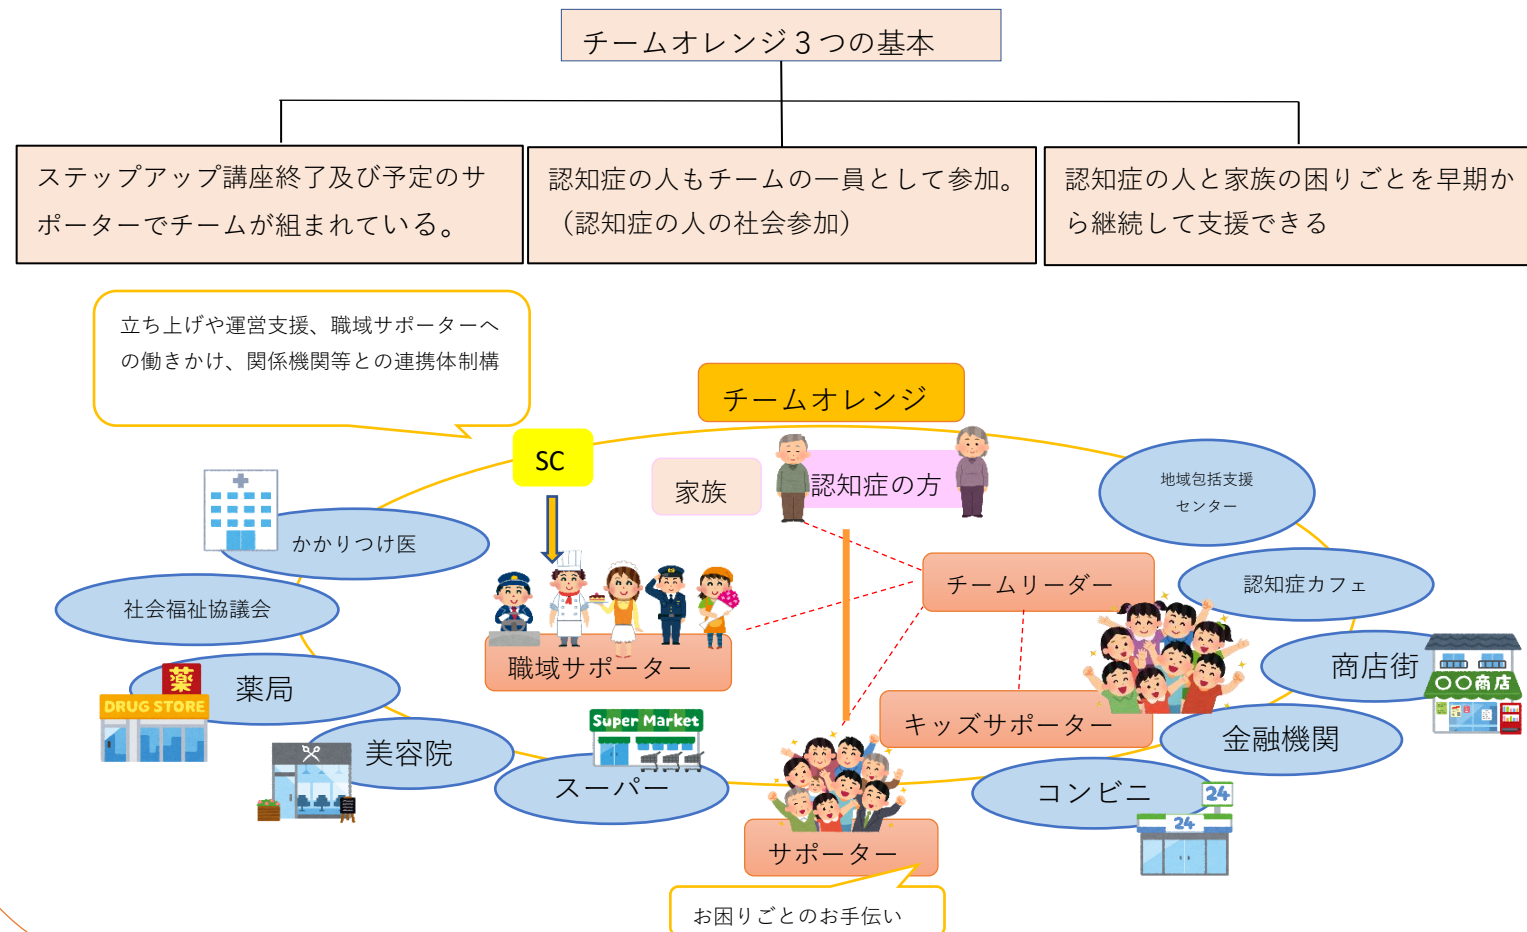 チームオレンジ３つの基本
ステップアップ講座終了及び予定のサ
ポーターでチームが組まれている。
認知症の人もチームの一員として参加。
（認知症の人の社会参加）
認知症の人と家族の困りごとを早期か
ら継続して支援できる
立ち上げや運営支援、職域サポーターへ
の働きかけ、関係機関等との連携体制構
チームオレンジ
SC
家族
認知症の方
地域包括支援
センター
かかりつけ医
チームリーダー
認知症カフェ
社会福祉協議会
職域サポーター
商店街
〇〇商店
薬
DRUG STORE
薬局
キッズサポーター
金融機関
美容院
Super Market
スーパー
コンビニ
24
24
サポーター
お困りごとのお手伝い